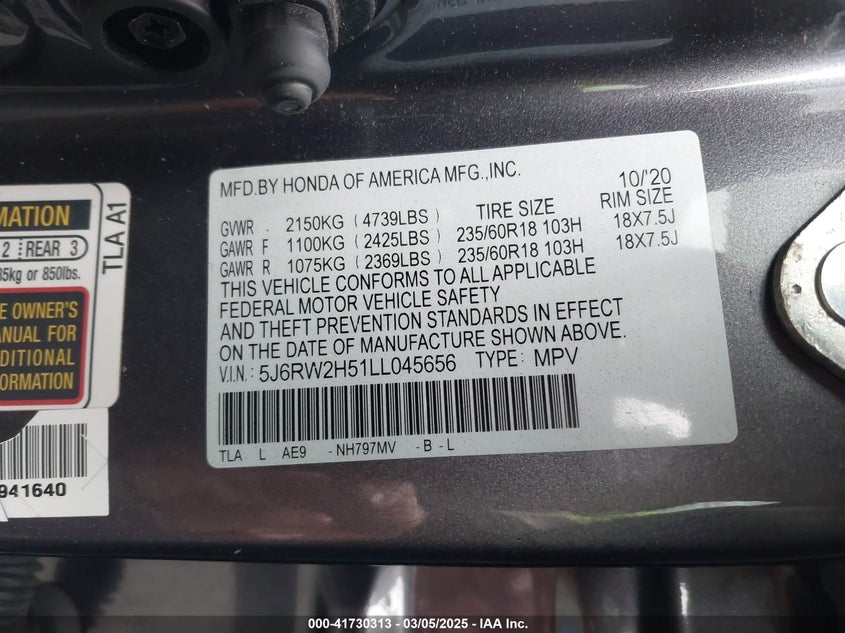 MFD.BY HONDA OF AMERICA MFG.,INC. 10/'20
GVWR 2150KG (4739LBS) TIRE SIZE RIM SIZE
GAWR F 1100KG (2425LBS) 235/60R18 103H 18X7.5J
GAWR R 1075KG (2369LBS) 235/60R18 103H 18X7.5J
THIS VEHICLE CONFORMS TO ALL APPLICABLE
FEDERAL MOTOR VEHICLE SAFETY
AND THEFT PREVENTION STANDARDS IN EFFECT
ON THE DATE OF MANUFACTURE SHOWN ABOVE.
V.I.N: 5J6RW2H51LL045656 TYPE: MPV
TLA L AE9 -NH797MV -B -L
MATION
2 REAR 3
85kg or 850lbs.
TLA A1
E OWNER'S
ANUAL FOR
DDITIONAL
FORMATION
941640
000-41730313 - 03/05/2025 - IAA Inc.